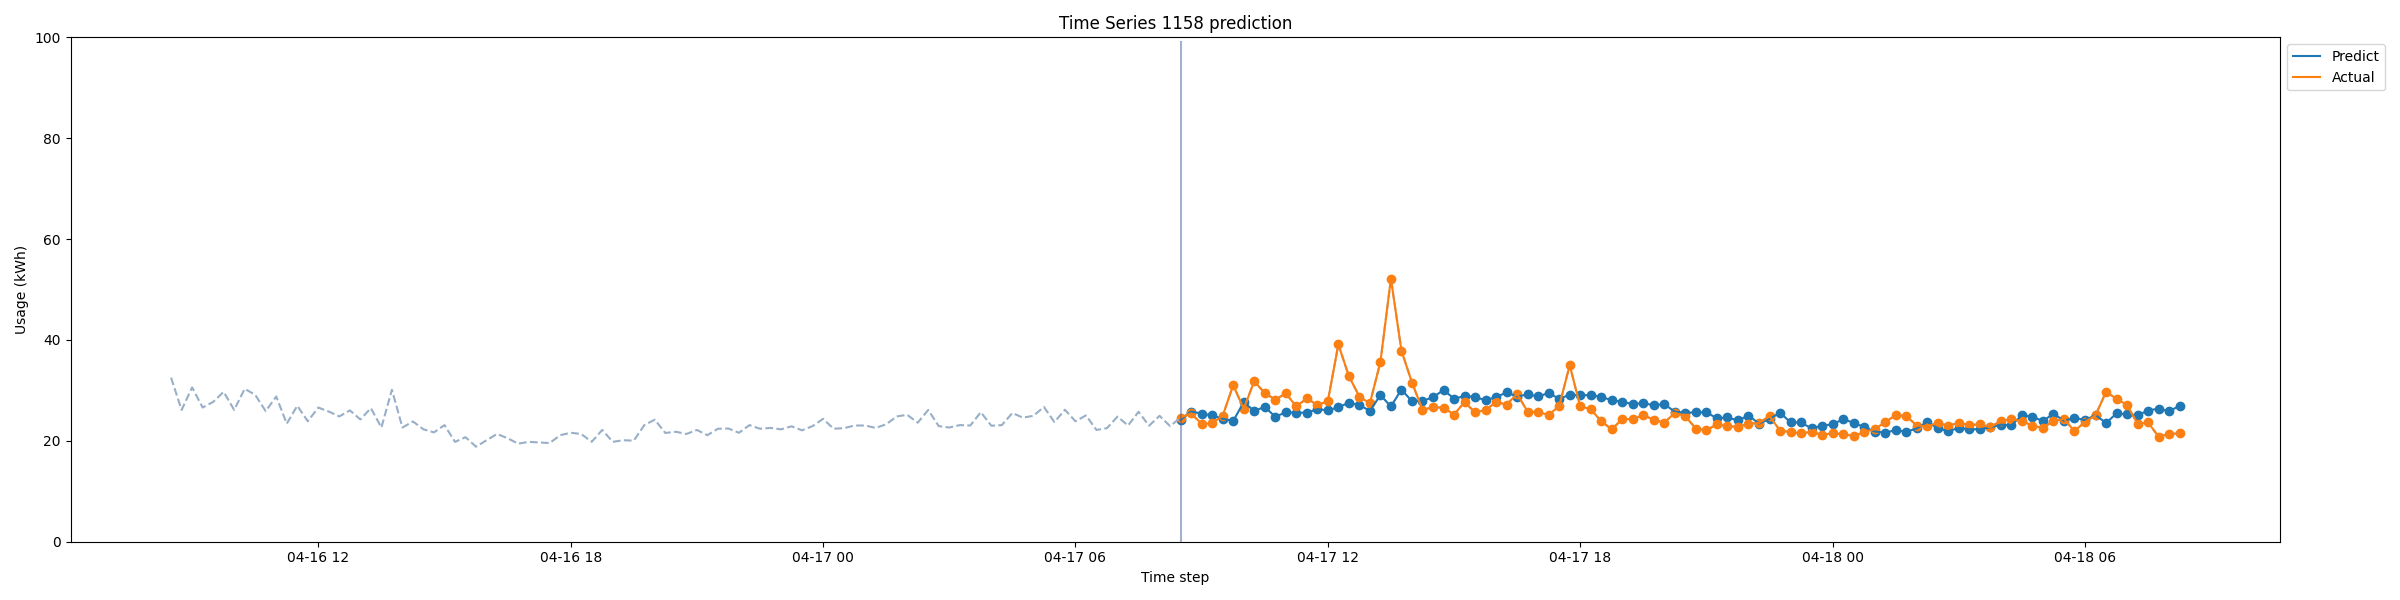 Time Series 1158 prediction
100
80
60
40
20
0
Usage (kWh)
04-16 12
04-16 18
04-17 00
04-17 06
04-17 12
04-17 18
04-18 00
04-18 06
Time step
Predict
Actual